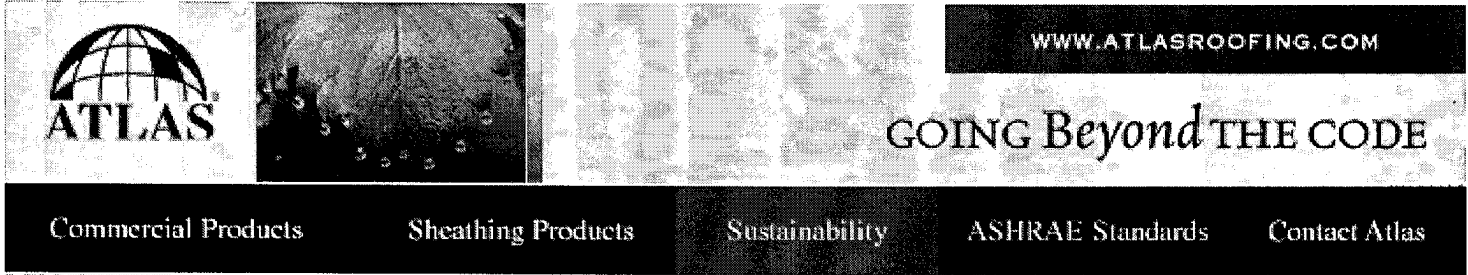 ATLAS®
WWW.ATLASROOFING.COM
GOING Beyond THE CODE
Commercial Products Sheathing Products Sustainability ASHRAE Standards Contact Atlas